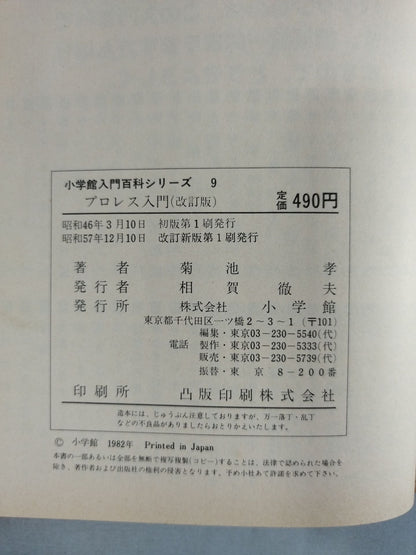 小学館入門百科シリーズ 9
プロレス入門(改訂版) 定価 490円
昭和46年3月10日 初版第1刷発行
昭和57年12月10日 改訂新版第1刷発行
著者 菊池孝
発行者 相賀徹夫
発行所 株式会社 小学館
東京都千代田区一ツ橋2〜3〜1(〒101)
編集・東京03-230-5540(代)
電話 製作・東京03-230-5333(代)
販売・東京03-230-5739(代)
振替・東京 8-200番
印刷所 凸版印刷株式会社
造本には、じゅうぶん注意しておりますが、万一落丁・乱丁
などの不良品がありましたらおとりかえします。
© 小学館 1982年 Printed in Japan
本書の一部あるいは全部を無断で複写複製(コピー)することは、法律で認められた場合を
除き、著作者および出版社の権利の侵害となります。予め小社あて許諾を求めて下さい。